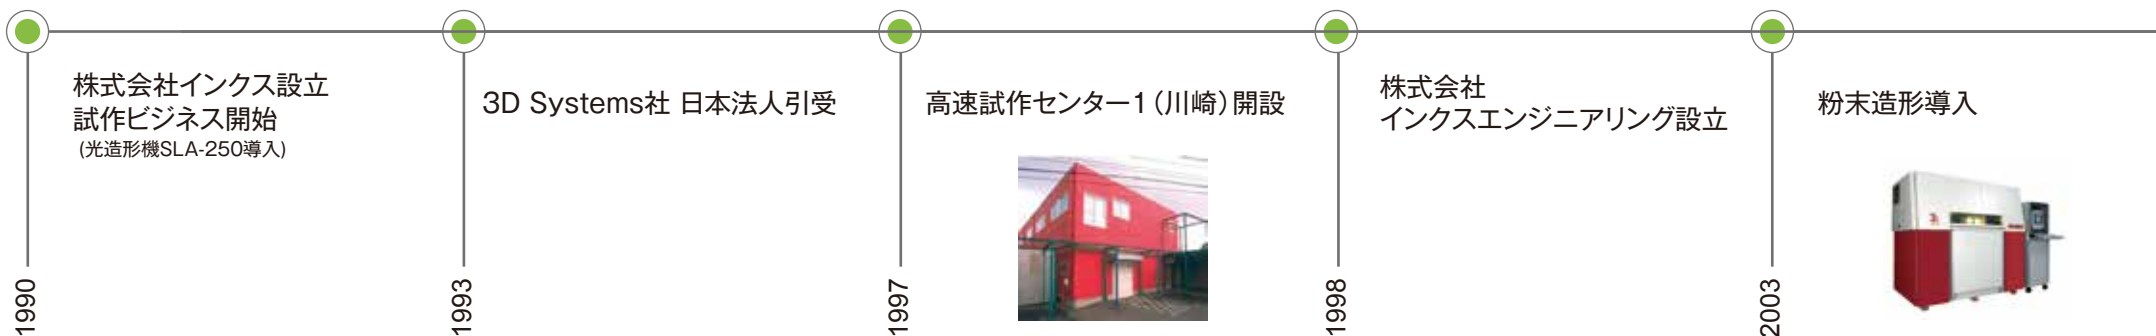 株式会社インクス設立
試作ビジネス開始
(光造形機SLA-250導入)
1990
3D Systems社 日本法人引受
1993
高速試作センター1（川崎）開設
1997
株式会社
インクスエンジニアリング設立
1998
粉末造形導入
2003